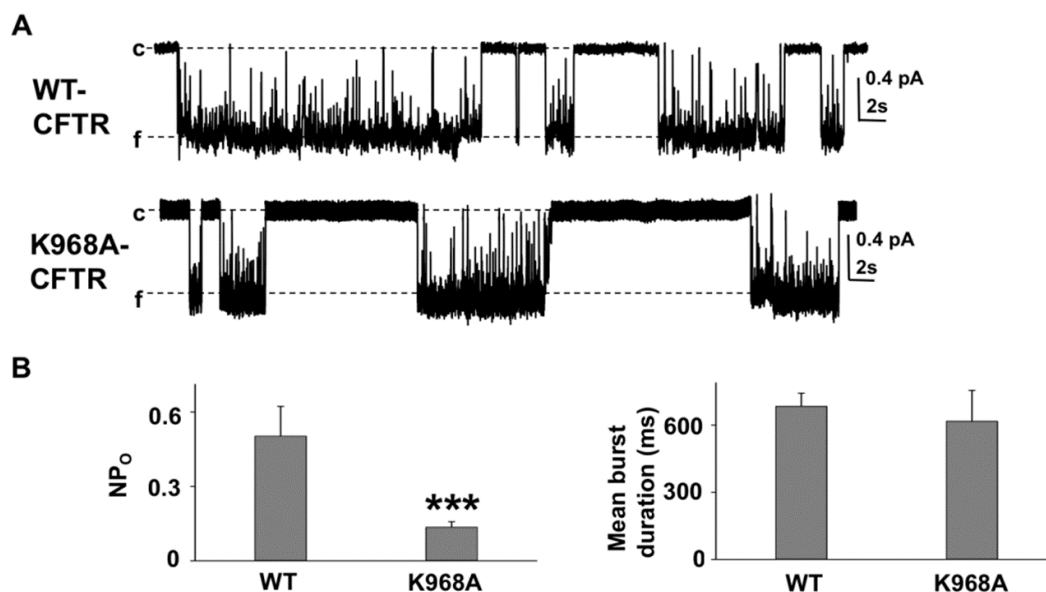 A
c
WT-
CFTR
f
0.4 pA
2s
c
K968A-
CFTR
f
0.4 pA
2s
B
NPO
0.6
0.3
0
***
WT
K968A
Mean burst
duration (ms)
600
300
0
WT
K968A